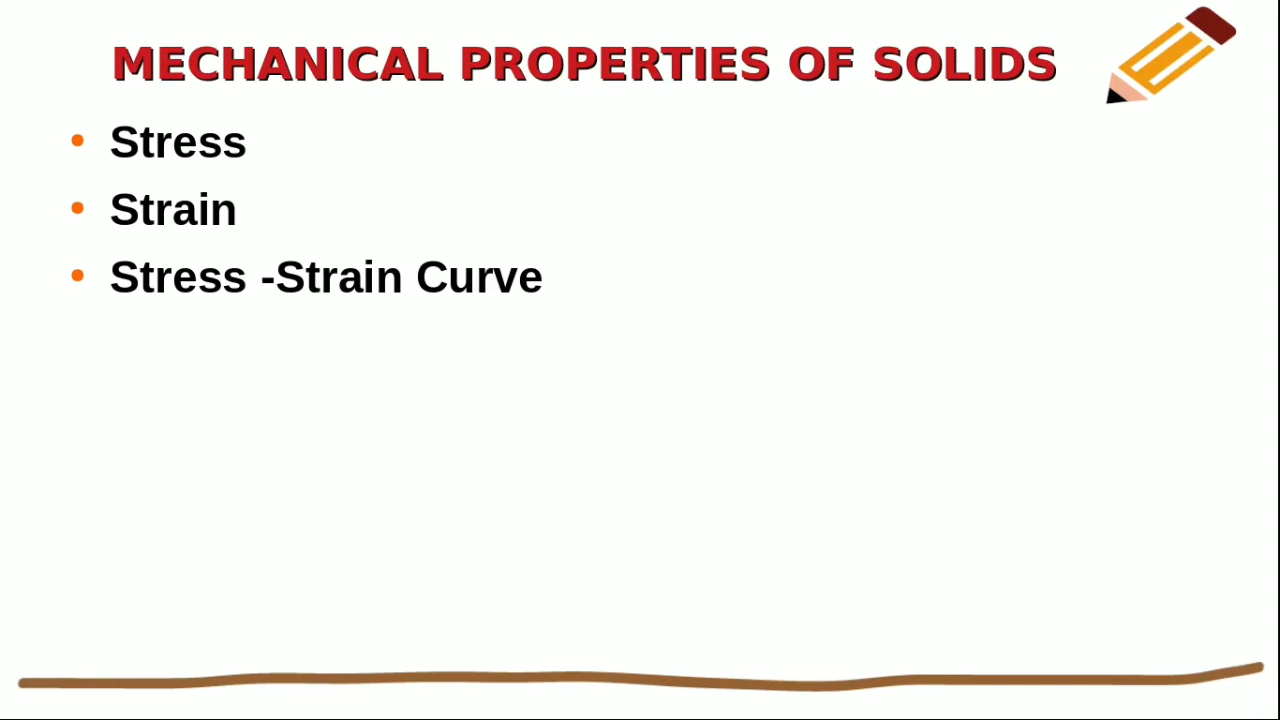 MECHANICAL PROPERTIES OF SOLIDS
• Stress
• Strain
• Stress -Strain Curve